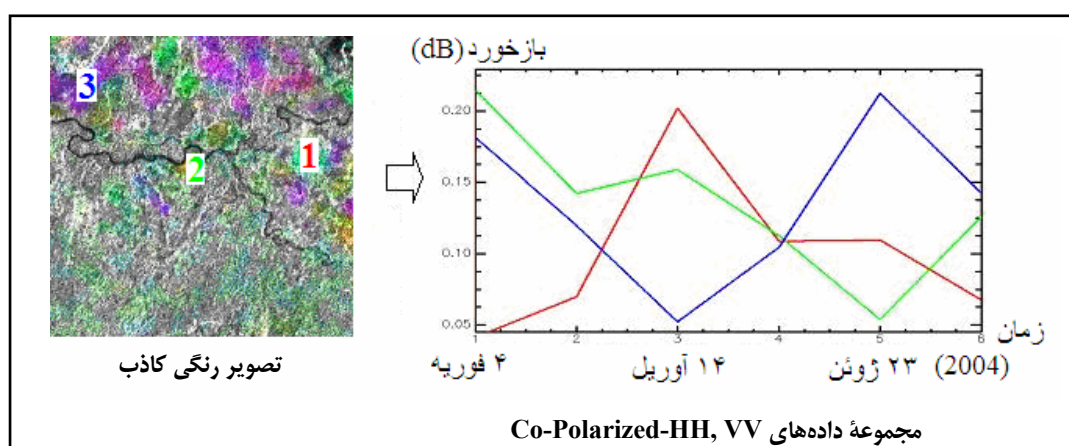 بازخورد (dB)
3
2
1
0.20
0.15
0.10
0.05
1 2 3 4 5 6
زمان
۴ فوریه ۱۴ آوریل ۲۳ ژوئن (2004)
تصویر رنگی کاذب
مجموعهٔ داده‌های Co-Polarized-HH, VV